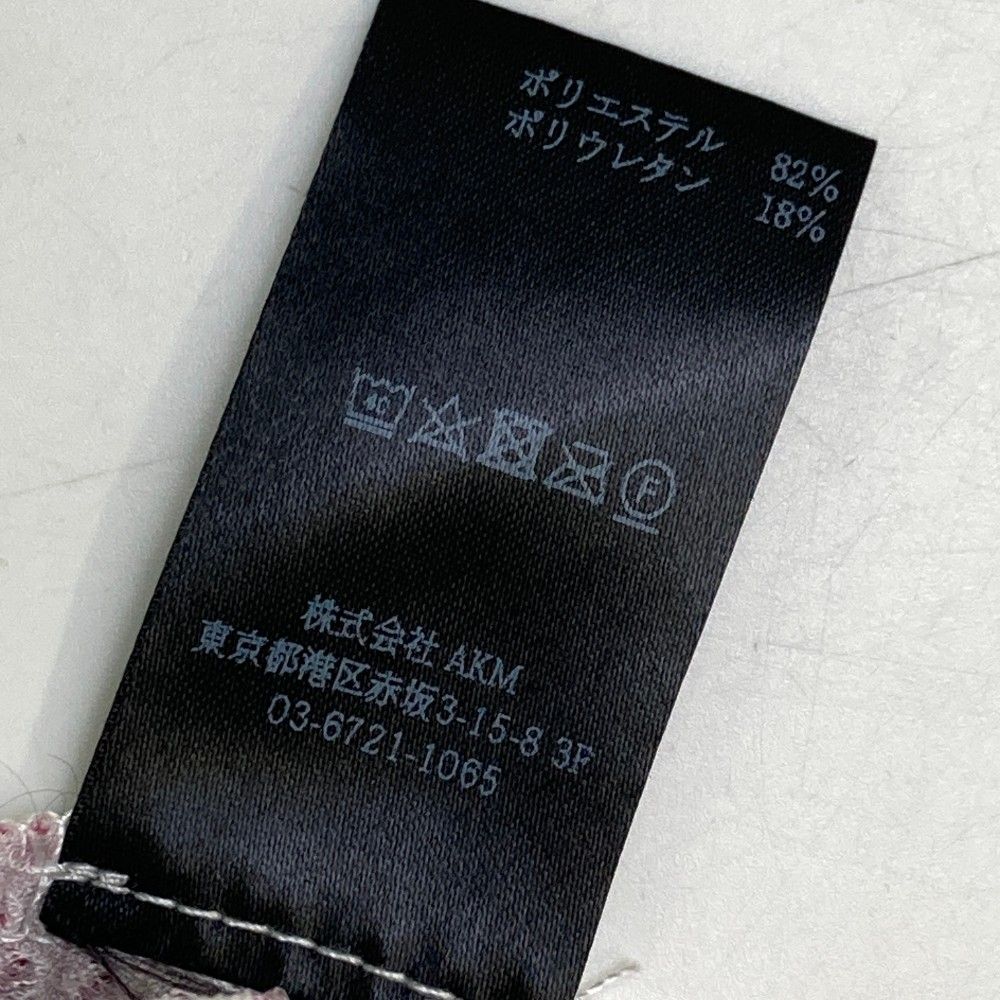 ポリエステル 82%
ポリウレタン 18%
40
F
株式会社 AKM
東京都港区赤坂3-15-8 3F
03-6721-1065